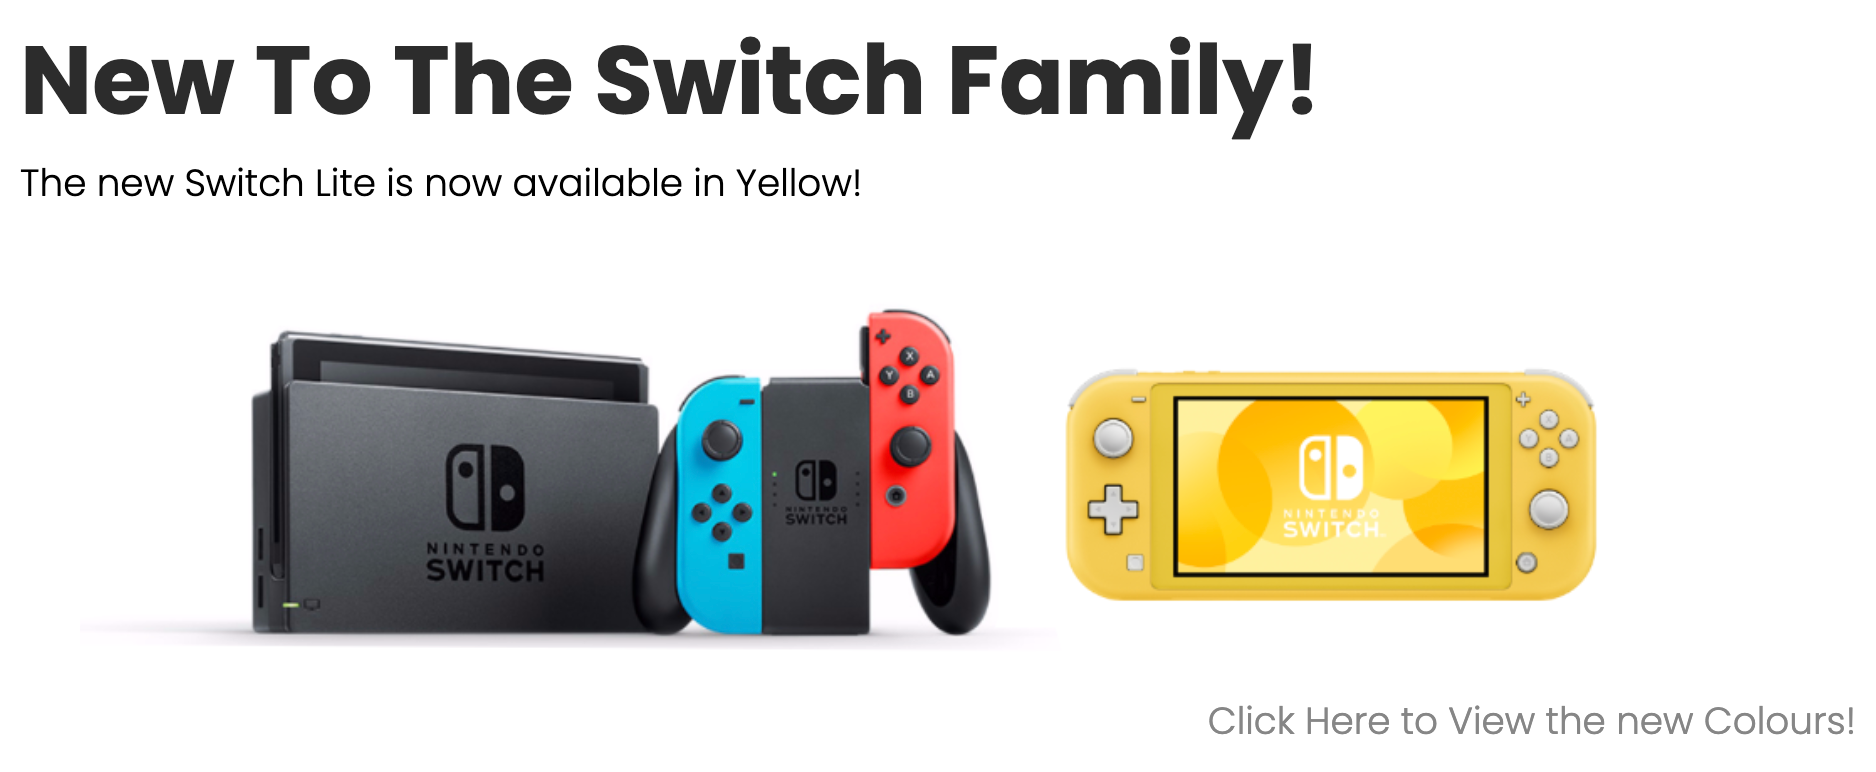 New To The Switch Family!
The new Switch Lite is now available in Yellow!
X
Y A
B
NINTENDO
SWITCH
NINTENDO
SWITCH
X
Y A
B
NINTENDO
SWITCH
Click Here to View the new Colours!